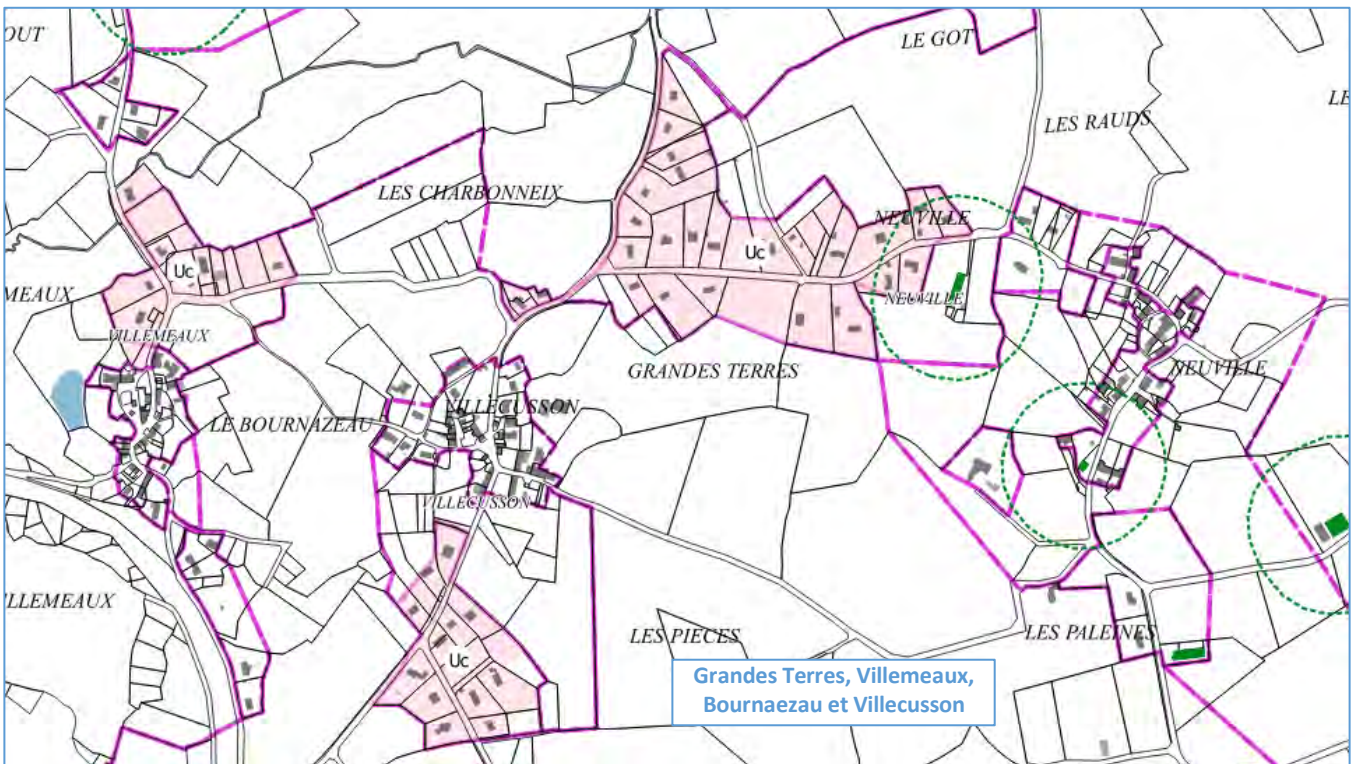 OUT
LE GOT
LE
LES RAUDS
LES CHARBONNEIX
NEUVILLE
Uc
Uc
MEAUX
NEUVILLE
VILLEMEAUX
GRANDES TERRES
NEUVILLE
LE BOURNAZEAU
VILLECUSSON
VILLECUSSON
ILLEMEAUX
LES PIECES
LES PALEINES
Uc
Grandes Terres, Villemeaux,
Bournaezau et Villecusson